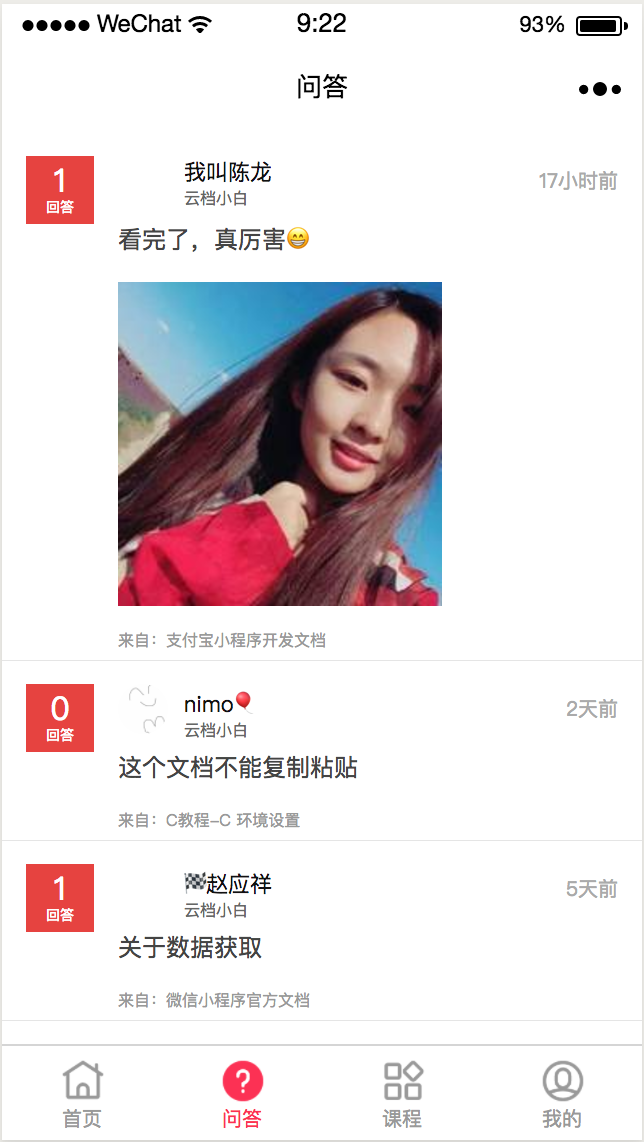 ●●●●● WeChat 9:22 93%
问答
1
回答
我叫陈龙
云档小白
17小时前
看完了，真厉害😁
来自：支付宝小程序开发文档
0
回答
nimo🎈
云档小白
2天前
这个文档不能复制粘贴
来自：C教程-C 环境设置
1
回答
🏁赵应祥
云档小白
5天前
关于数据获取
来自：微信小程序官方文档
首页 问答 课程 我的